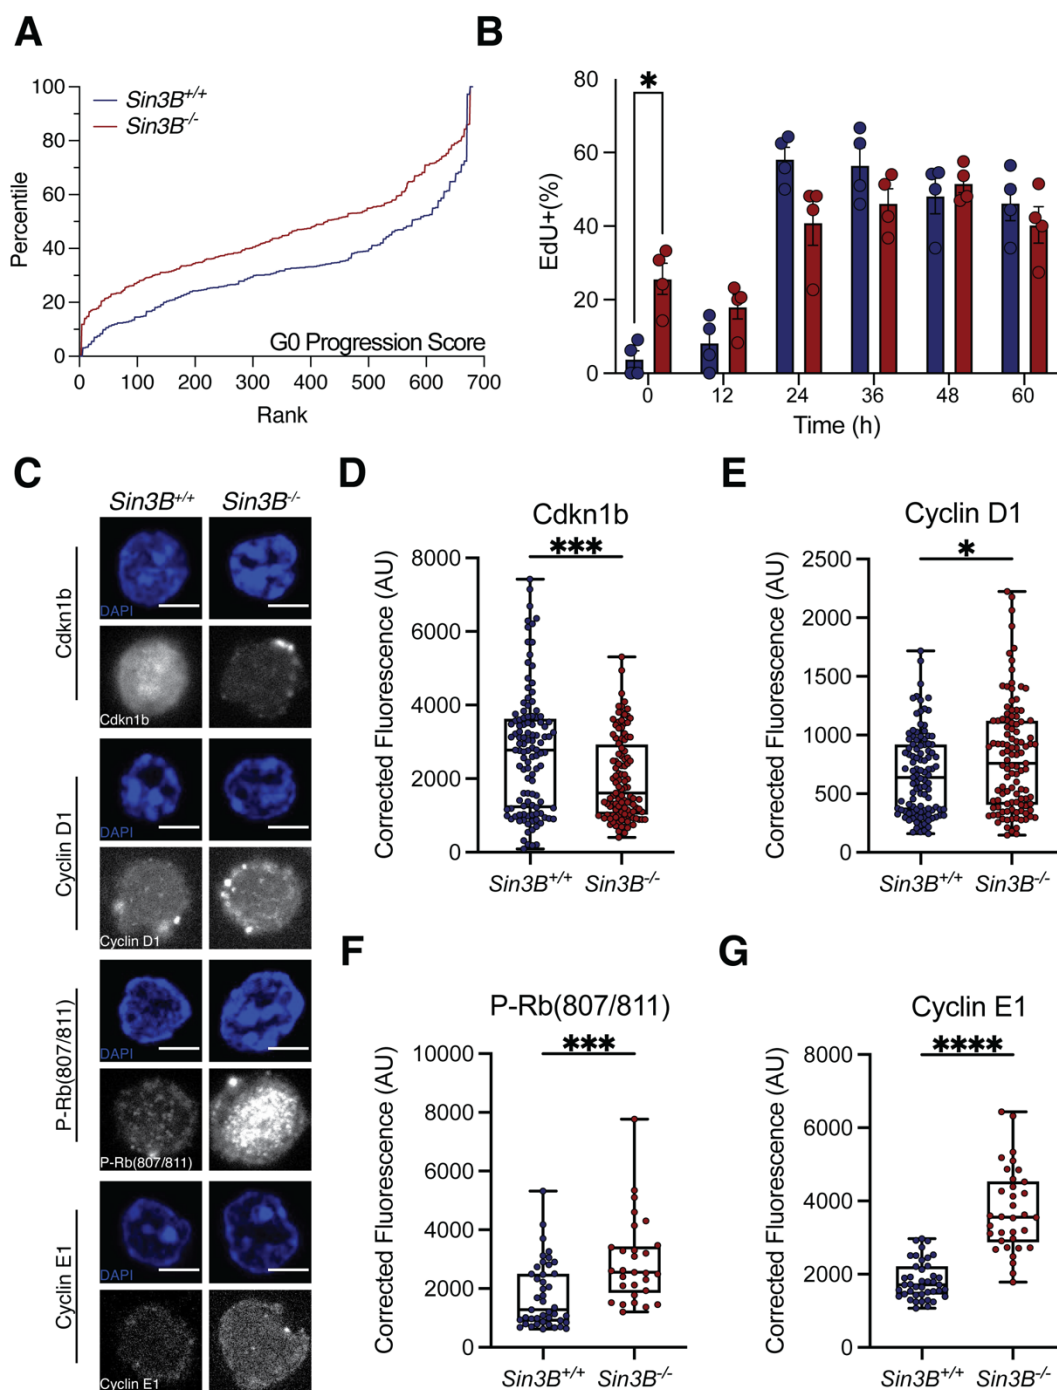 A
100
80
60
40
20
0
Percentile
Sin3B+/+
Sin3B-/-
G0 Progression Score
0 100 200 300 400 500 600 700
Rank
B
80
60
40
20
0
EdU+(%)
*
0 12 24 36 48 60
Time (h)
C
Sin3B+/+ Sin3B-/-
Cdkn1b
DAPI
Cdkn1b
Cyclin D1
DAPI
Cyclin D1
P-Rb(807/811)
DAPI
P-Rb(807/811)
Cyclin E1
DAPI
Cyclin E1
D
Cdkn1b
***
8000
6000
4000
2000
0
Corrected Fluorescence (AU)
Sin3B+/+ Sin3B-/-
E
Cyclin D1
*
2500
2000
1500
1000
500
0
Corrected Fluorescence (AU)
Sin3B+/+ Sin3B-/-
F
P-Rb(807/811)
***
10000
8000
6000
4000
2000
0
Corrected Fluorescence (AU)
Sin3B+/+ Sin3B-/-
G
Cyclin E1
****
8000
6000
4000
2000
0
Corrected Fluorescence (AU)
Sin3B+/+ Sin3B-/-